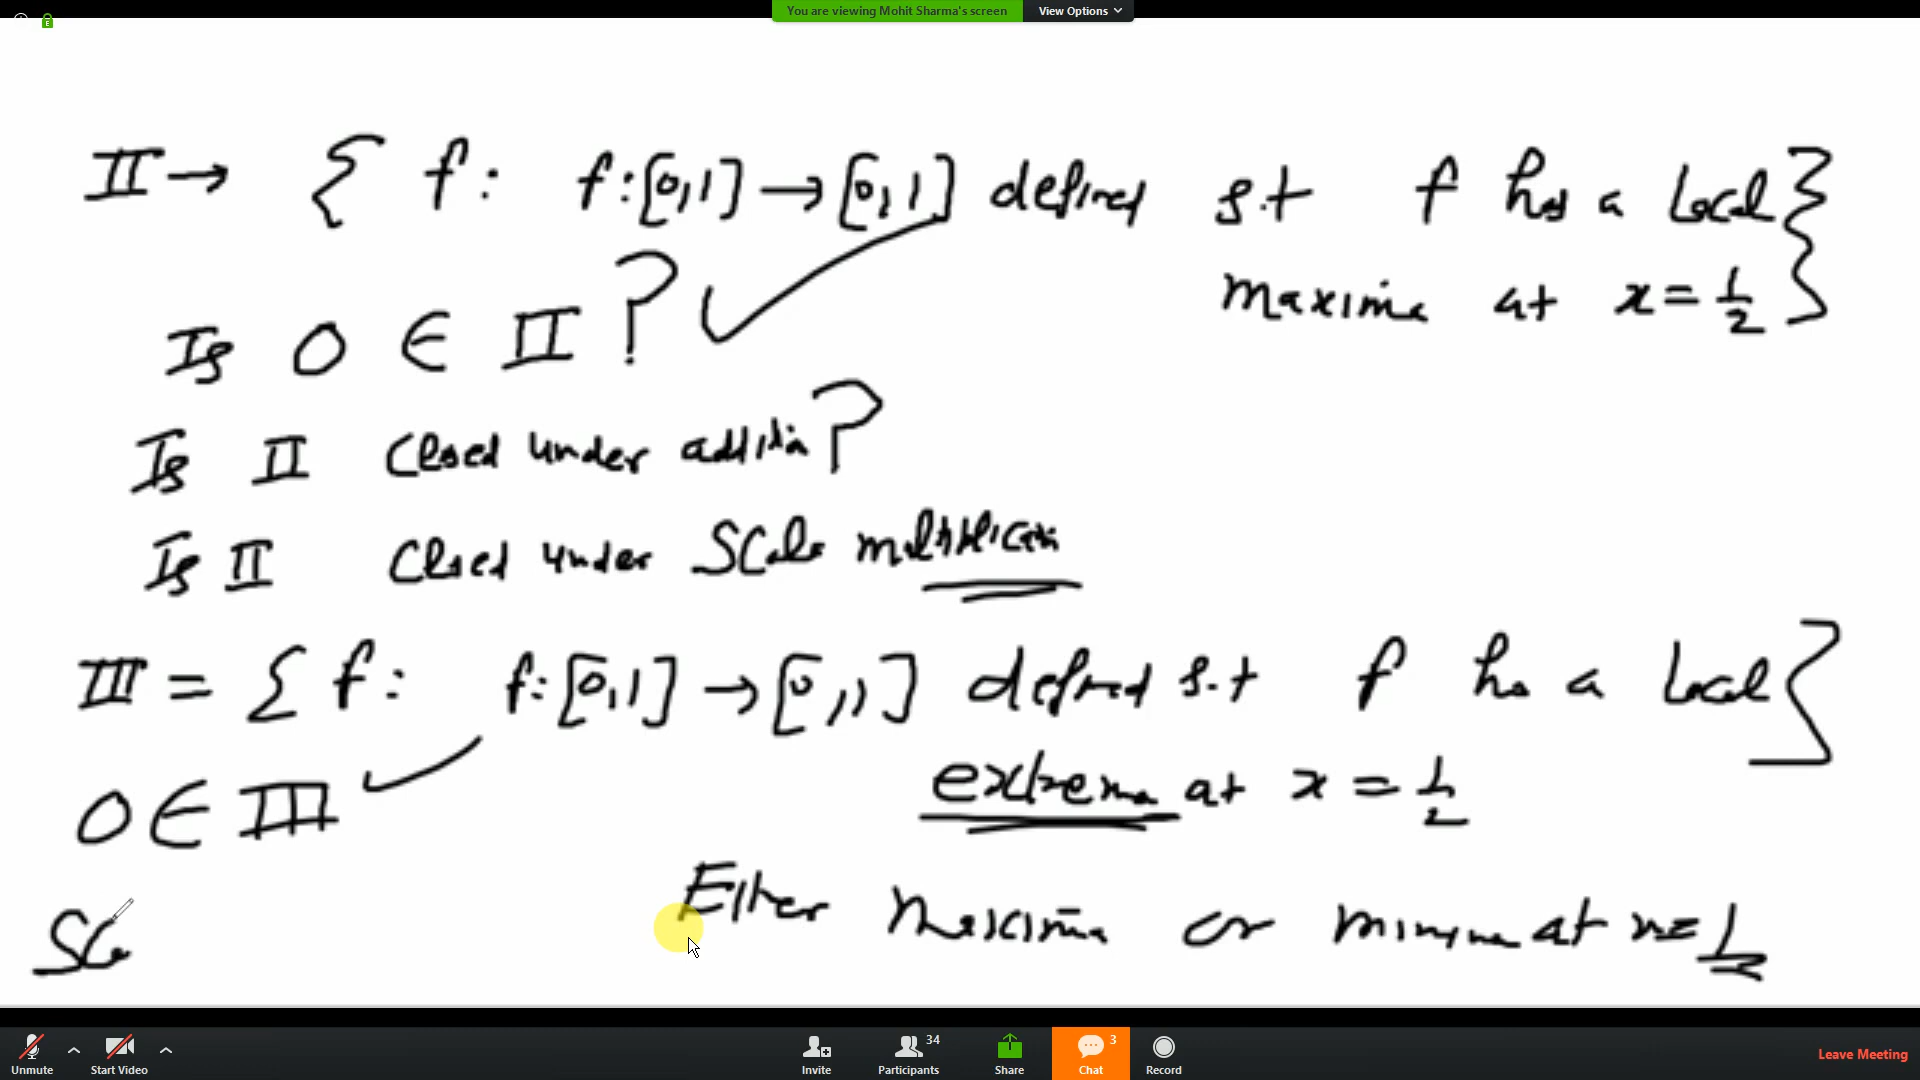 You are viewing Mohit Sharma's screen View Options
II → { f: f:[0,1] → [0,1] defined s.t f has a local
maxima at x = 1/2 }
Is 0 ∈ II ?
Is II closed under addition ?
Is II closed under scalar multiplication
III = { f: f:[0,1] → [0,1] defined s.t f has a local }
extrema at x = 1/2
0 ∈ III
Either Maxima or minima at x = 1/2
Sca
Unmute Start Video Invite Participants 34 Share Chat 3 Record Leave Meeting